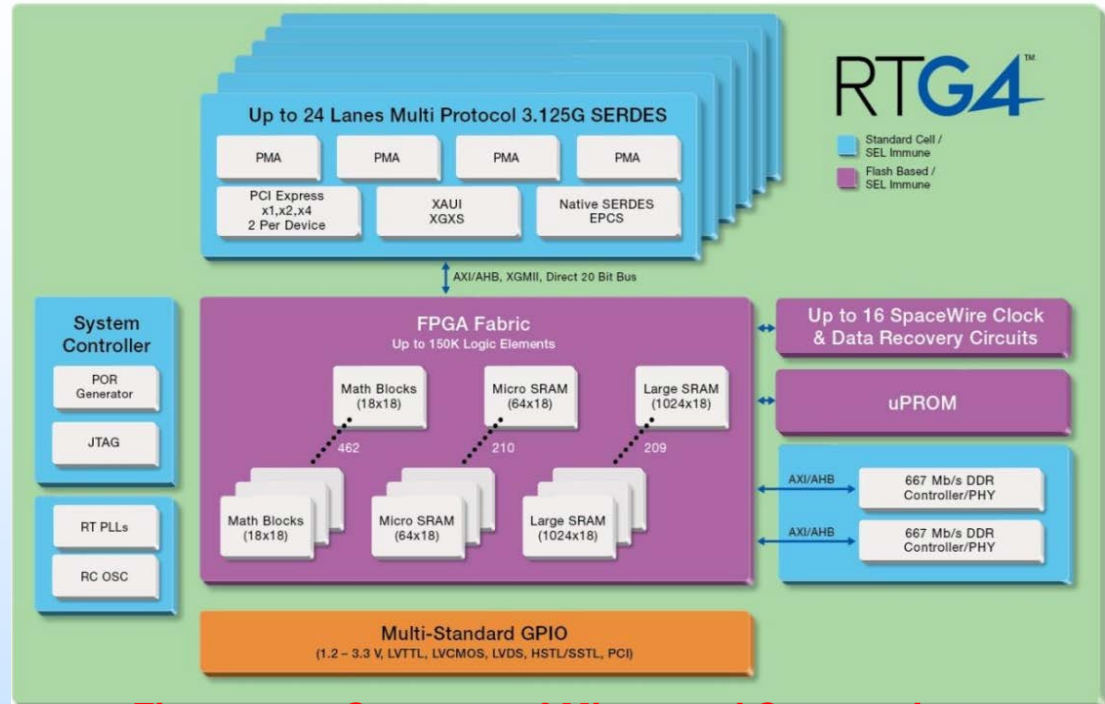 RTG4™
Standard Cell /
SEL Immune
Flash Based /
SEL Immune
Up to 24 Lanes Multi Protocol 3.125G SERDES
PMA
PMA
PMA
PMA
PCI Express
x1,x2,x4
2 Per Device
XAUI
XGXS
Native SERDES
EPCS
AXI/AHB, XGMII, Direct 20 Bit Bus
System
Controller
POR
Generator
JTAG
RT PLLs
RC OSC
FPGA Fabric
Up to 150K Logic Elements
Math Blocks
(18x18)
Micro SRAM
(64x18)
Large SRAM
(1024x18)
462
210
209
Math Blocks
(18x18)
Micro SRAM
(64x18)
Large SRAM
(1024x18)
Up to 16 SpaceWire Clock
& Data Recovery Circuits
uPROM
AXI/AHB
667 Mb/s DDR
Controller/PHY
AXI/AHB
667 Mb/s DDR
Controller/PHY
Multi-Standard GPIO
(1.2 – 3.3 V, LVTTL, LVCMOS, LVDS, HSTL/SSTL, PCI)